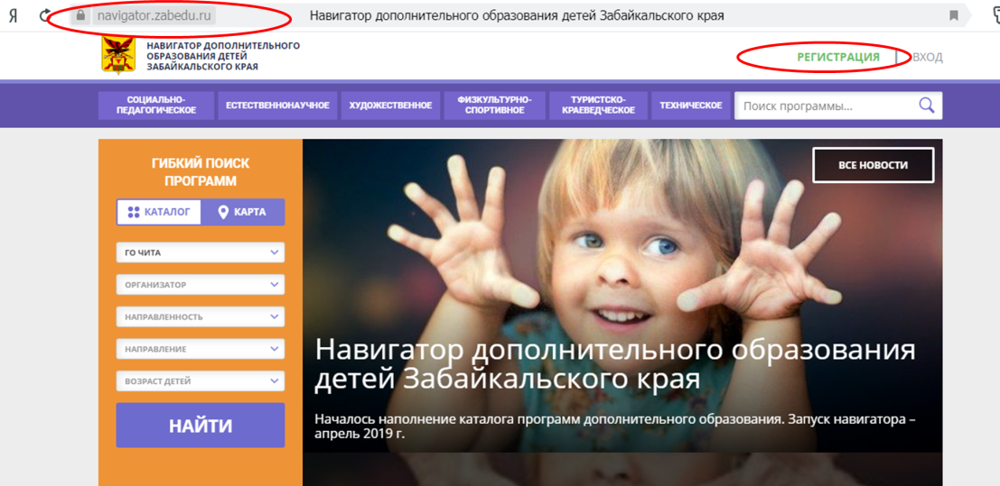 Я navigator.zabedu.ru Навигатор дополнительного образования детей Забайкальского края
НАВИГАТОР ДОПОЛНИТЕЛЬНОГО
ОБРАЗОВАНИЯ ДЕТЕЙ
ЗАБАЙКАЛЬСКОГО КРАЯ
РЕГИСТРАЦИЯ ВХОД
СОЦИАЛЬНО-
ПЕДАГОГИЧЕСКОЕ
ЕСТЕСТВЕННОНАУЧНОЕ
ХУДОЖЕСТВЕННОЕ
ФИЗКУЛЬТУРНО-
СПОРТИВНОЕ
ТУРИСТСКО-
КРАЕВЕДЧЕСКОЕ
ТЕХНИЧЕСКОЕ
Поиск программы...
ГИБКИЙ ПОИСК
ПРОГРАММ
КАТАЛОГ КАРТА
ГО ЧИТА
ОРГАНИЗАТОР
НАПРАВЛЕННОСТЬ
НАПРАВЛЕНИЕ
ВОЗРАСТ ДЕТЕЙ
НАЙТИ
ВСЕ НОВОСТИ
Навигатор дополнительного образования
детей Забайкальского края
Началось наполнение каталога программ дополнительного образования. Запуск навигатора –
апрель 2019 г.